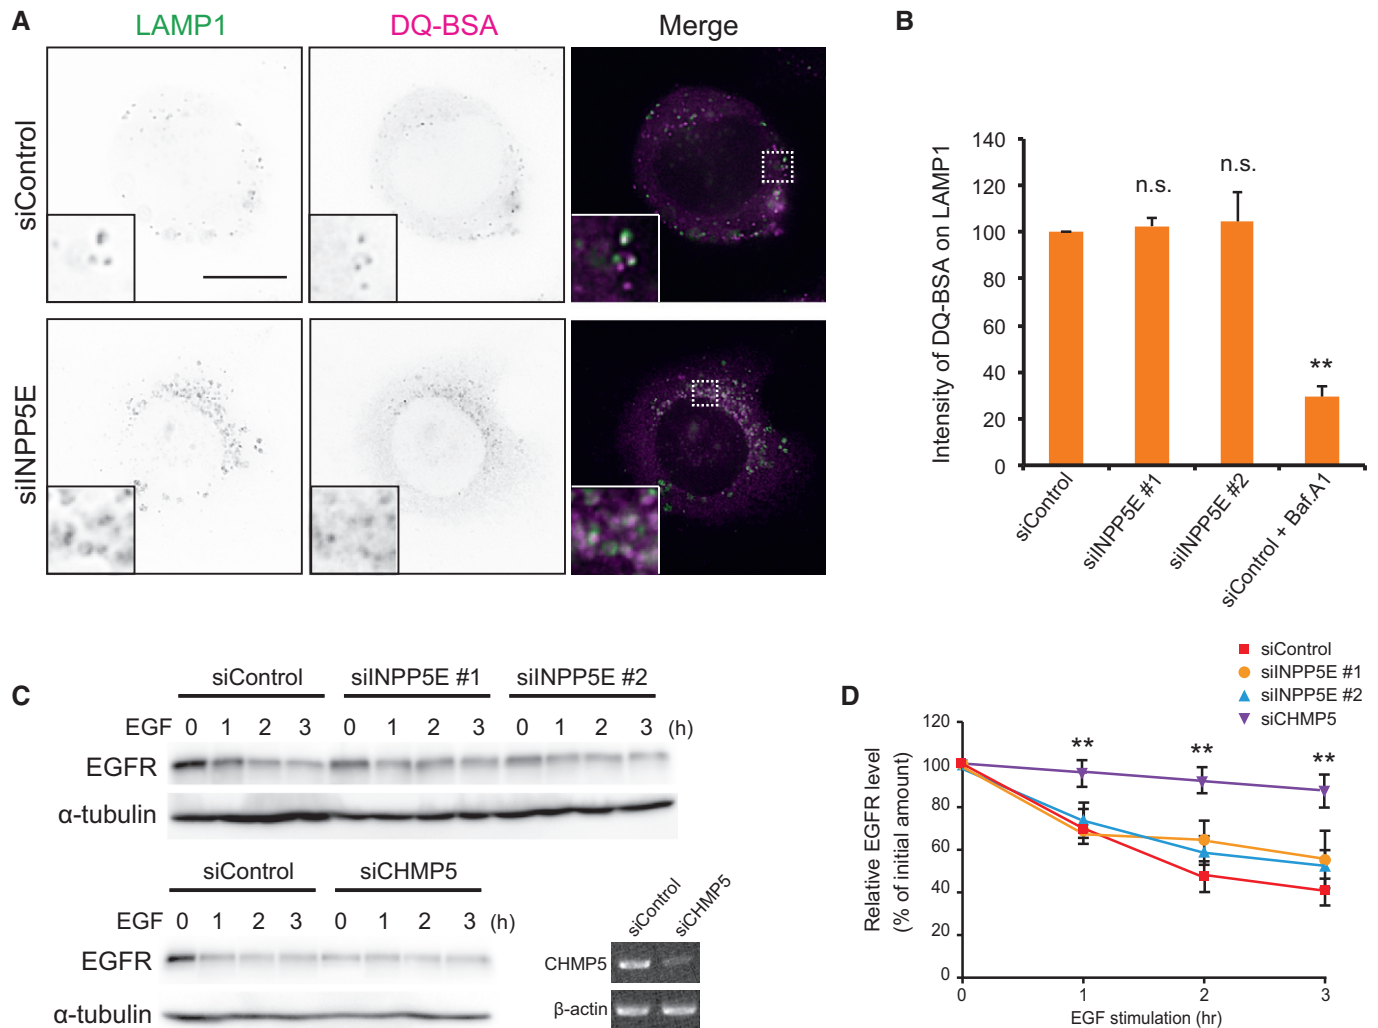 A
LAMP1
DQ-BSA
Merge
siControl
siINPP5E
B
Intensity of DQ-BSA on LAMP1
140
120
100
80
60
40
20
0
n.s.
n.s.
**
siControl
siINPP5E #1
siINPP5E #2
siControl + Baf.A1
C
siControl
siINPP5E #1
siINPP5E #2
EGF 0 1 2 3 0 1 2 3 0 1 2 3 (h)
EGFR
α-tubulin
siControl
siCHMP5
EGF 0 1 2 3 0 1 2 3 (h)
EGFR
α-tubulin
siControl
siCHMP5
CHMP5
β-actin
D
siControl
siINPP5E #1
siINPP5E #2
siCHMP5
Relative EGFR level
(% of initial amount)
120
100
80
60
40
20
0
** ** **
0 1 2 3
EGF stimulation (hr)